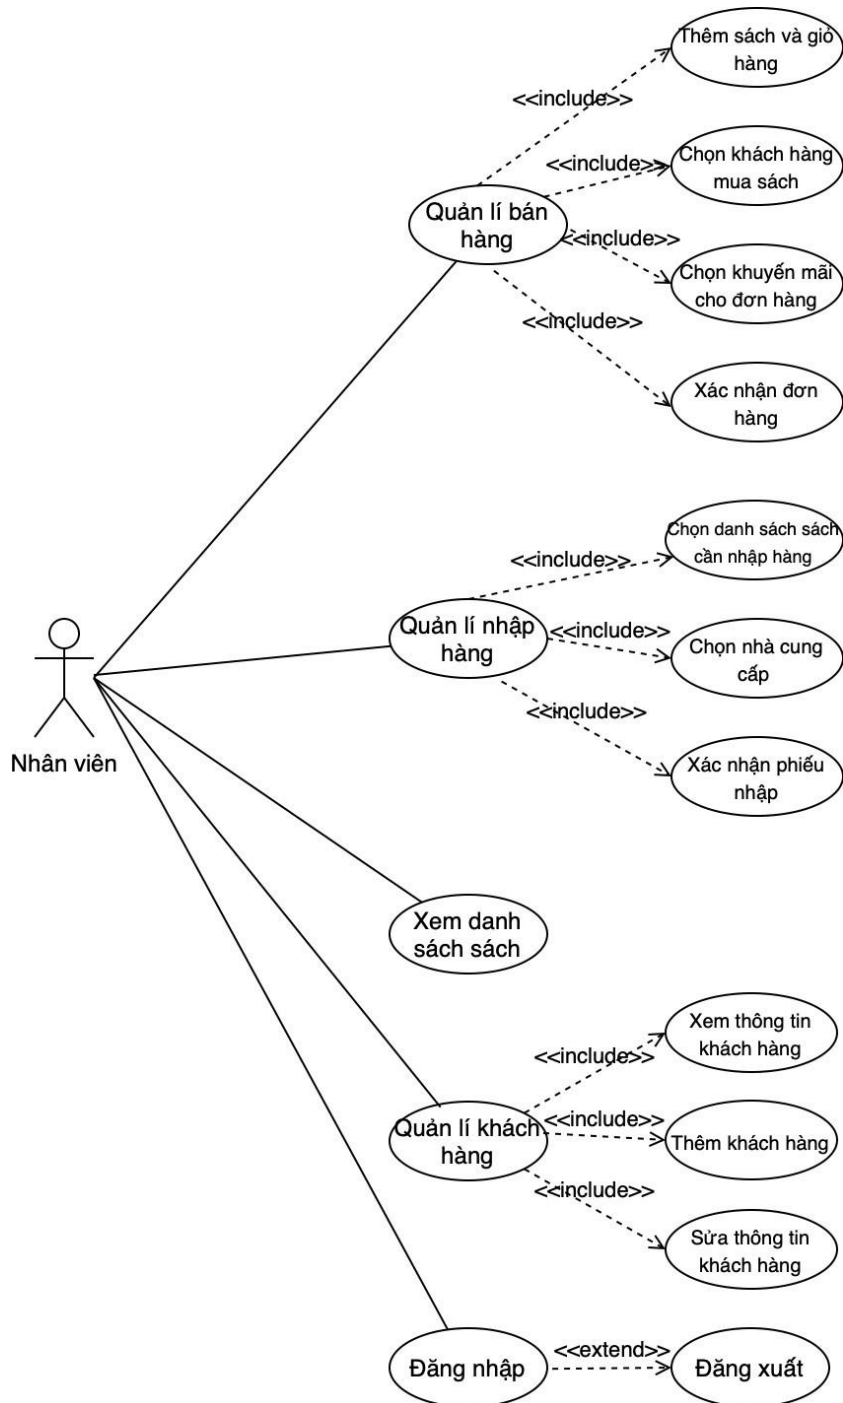 Thêm sách và giỏ
hàng
<<include>>
Chọn khách hàng
mua sách
<<include>>
Quản lí bán
hàng
<<include>>
Chọn khuyến mãi
cho đơn hàng
<<include>>
Xác nhận đơn
hàng
Chọn danh sách sách
cần nhập hàng
<<include>>
Quản lí nhập
hàng
<<include>>
Chọn nhà cung
cấp
<<include>>
Xác nhận phiếu
nhập
Nhân viên
Xem danh
sách sách
Xem thông tin
khách hàng
<<include>>
Quản lí khách
hàng
<<include>>
Thêm khách hàng
<<include>>
Sửa thông tin
khách hàng
Đăng nhập
<<extend>>
Đăng xuất